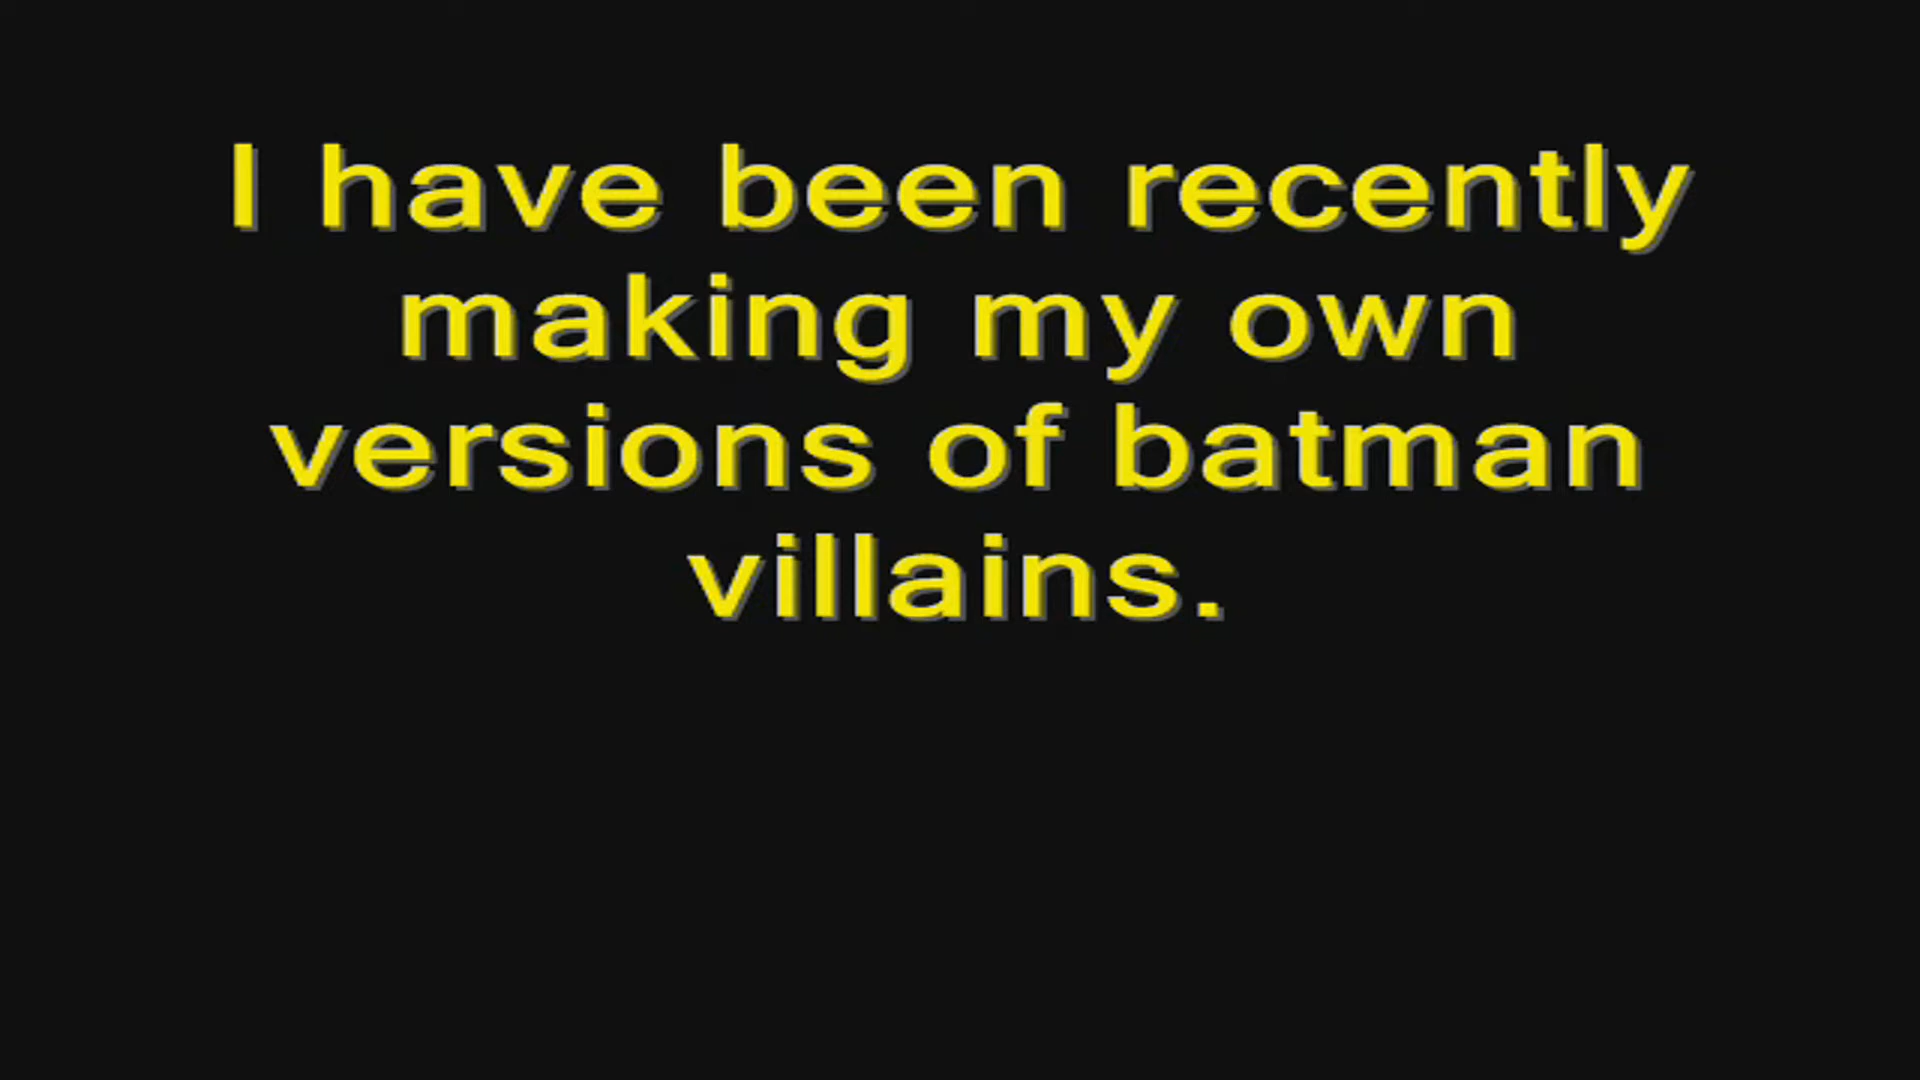 I have been recently
making my own
versions of batman
villains.